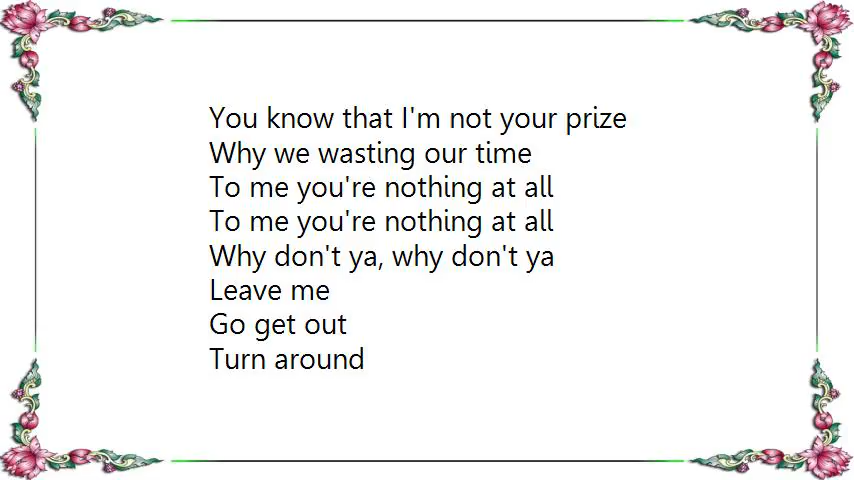 You know that I'm not your prize
Why we wasting our time
To me you're nothing at all
To me you're nothing at all
Why don't ya, why don't ya
Leave me
Go get out
Turn around